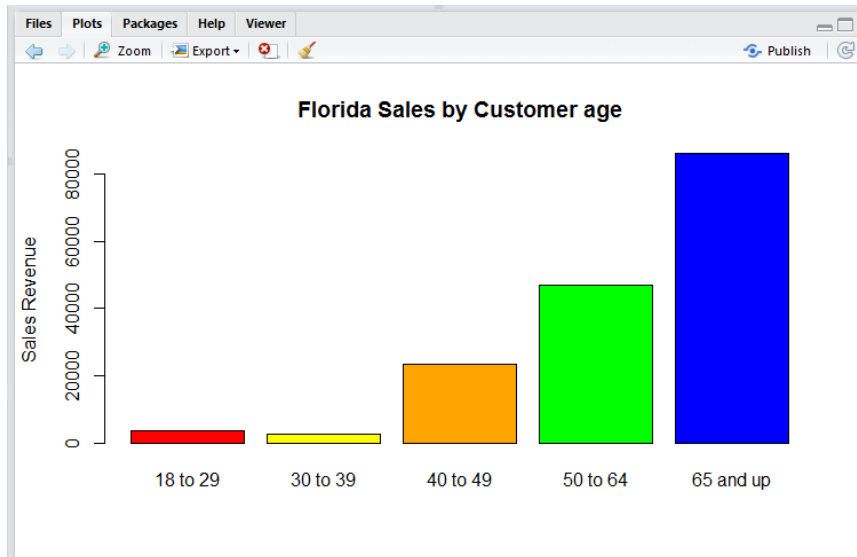 Files Plots Packages Help Viewer
Zoom Export Publish
Florida Sales by Customer age
Sales Revenue
80000
60000
40000
20000
0
18 to 29 30 to 39 40 to 49 50 to 64 65 and up